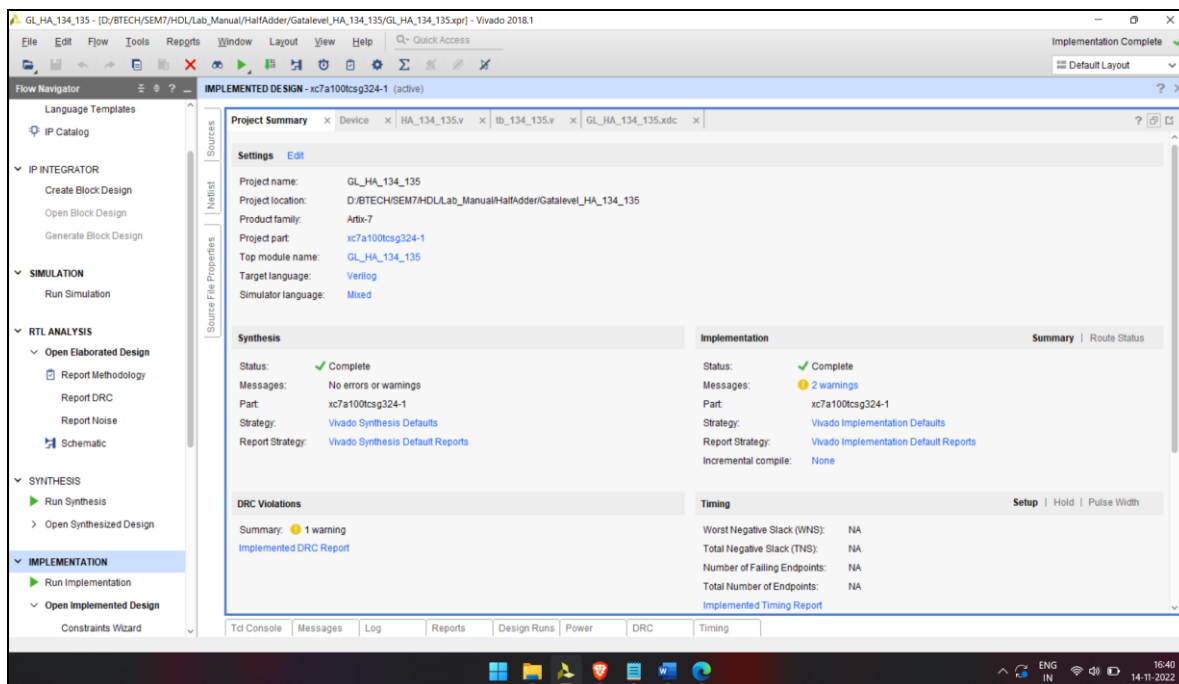 GL_HA_134_135 - [D:/BTECH/SEM7/HDL/Lab_Manual/HalfAdder/Gatalevel_HA_134_135/GL_HA_134_135.xpr] - Vivado 2018.1
File Edit Flow Tools Reports Window Layout View Help Quick Access
Implementation Complete
Default Layout
Flow Navigator
Language Templates
IP Catalog
IP INTEGRATOR
Create Block Design
Open Block Design
Generate Block Design
SIMULATION
Run Simulation
RTL ANALYSIS
Open Elaborated Design
Report Methodology
Report DRC
Report Noise
Schematic
SYNTHESIS
Run Synthesis
Open Synthesized Design
IMPLEMENTATION
Run Implementation
Open Implemented Design
Constraints Wizard
IMPLEMENTED DESIGN - xc7a100tcsg324-1 (active)
Sources
Netlist
Source File Properties
Project Summary Device HA_134_135.v tb_134_135.v GL_HA_134_135.xdc
Settings Edit
Project name: GL_HA_134_135
Project location: D:/BTECH/SEM7/HDL/Lab_Manual/HalfAdder/Gatalevel_HA_134_135
Product family: Artix-7
Project part: xc7a100tcsg324-1
Top module name: GL_HA_134_135
Target language: Verilog
Simulator language: Mixed
Synthesis
Status: Complete
Messages: No errors or warnings
Part: xc7a100tcsg324-1
Strategy: Vivado Synthesis Defaults
Report Strategy: Vivado Synthesis Default Reports
Implementation Summary | Route Status
Status: Complete
Messages: 2 warnings
Part: xc7a100tcsg324-1
Strategy: Vivado Implementation Defaults
Report Strategy: Vivado Implementation Default Reports
Incremental compile: None
DRC Violations
Summary: 1 warning
Implemented DRC Report
Timing Setup | Hold | Pulse Width
Worst Negative Slack (WNS): NA
Total Negative Slack (TNS): NA
Number of Failing Endpoints: NA
Total Number of Endpoints: NA
Implemented Timing Report
Tcl Console Messages Log Reports Design Runs Power DRC Timing
ENG
IN
16:40
14-11-2022